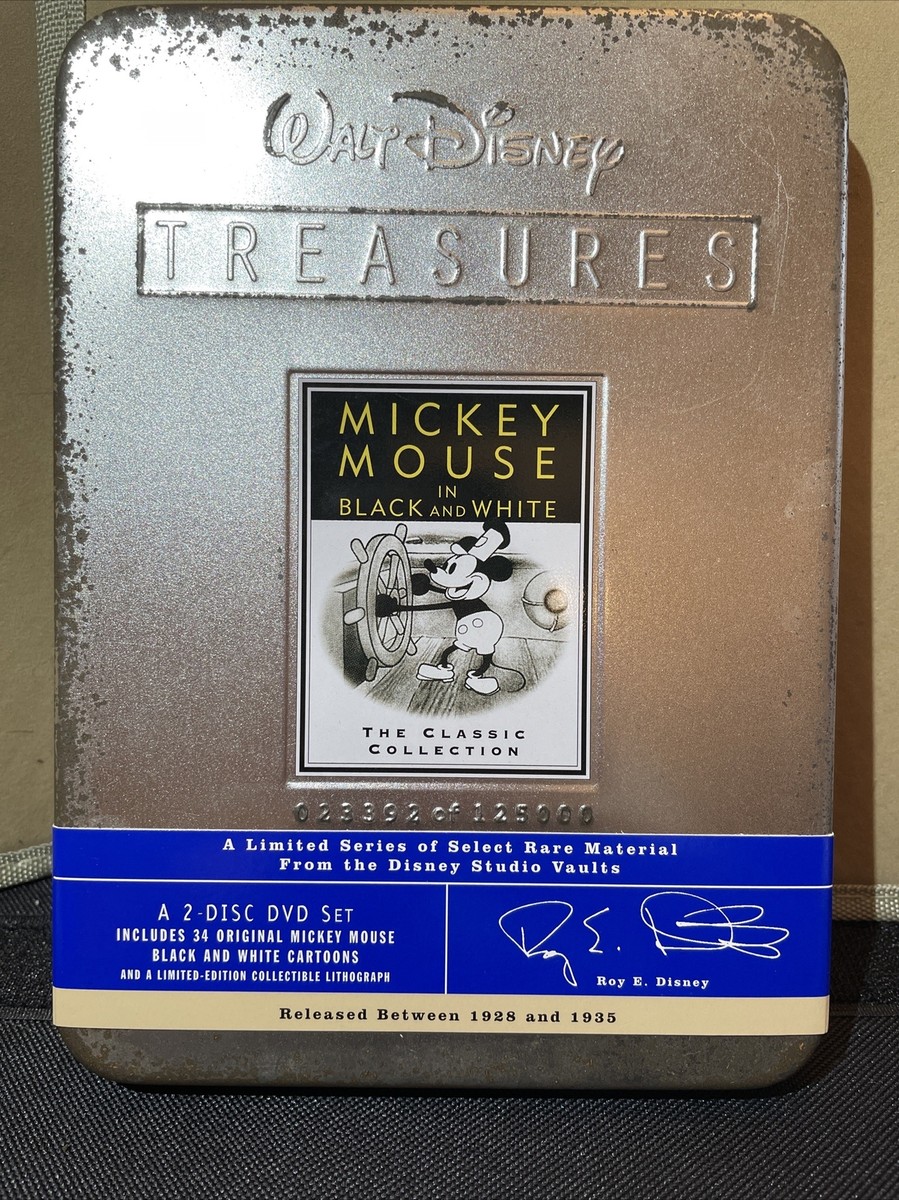 WALT DISNEY
TREASURES
MICKEY
MOUSE
IN
BLACK AND WHITE
THE CLASSIC
COLLECTION
023392 of 125000
A Limited Series of Select Rare Material
From the Disney Studio Vaults
A 2-DISC DVD SET
INCLUDES 34 ORIGINAL MICKEY MOUSE
BLACK AND WHITE CARTOONS
AND A LIMITED-EDITION COLLECTIBLE LITHOGRAPH
Roy E. Disney
Roy E. Disney
Released Between 1928 and 1935